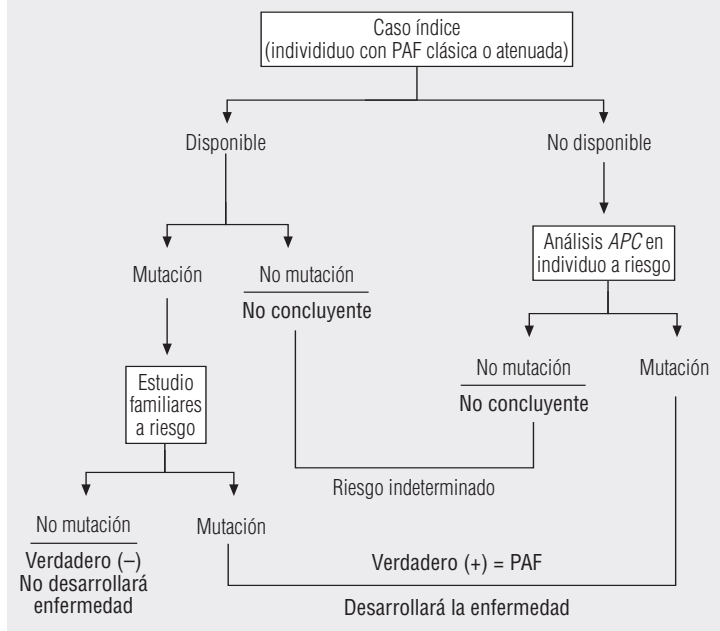 Caso índice
(individiduo con PAF clásica o atenuada)
Disponible
No disponible
Análisis APC en
individuo a riesgo
Mutación
No mutación
No concluyente
No mutación
No concluyente
Mutación
Estudio
familiares
a riesgo
Riesgo indeterminado
No mutación
Verdadero (–)
No desarrollará
enfermedad
Mutación
Verdadero (+) = PAF
Desarrollará la enfermedad